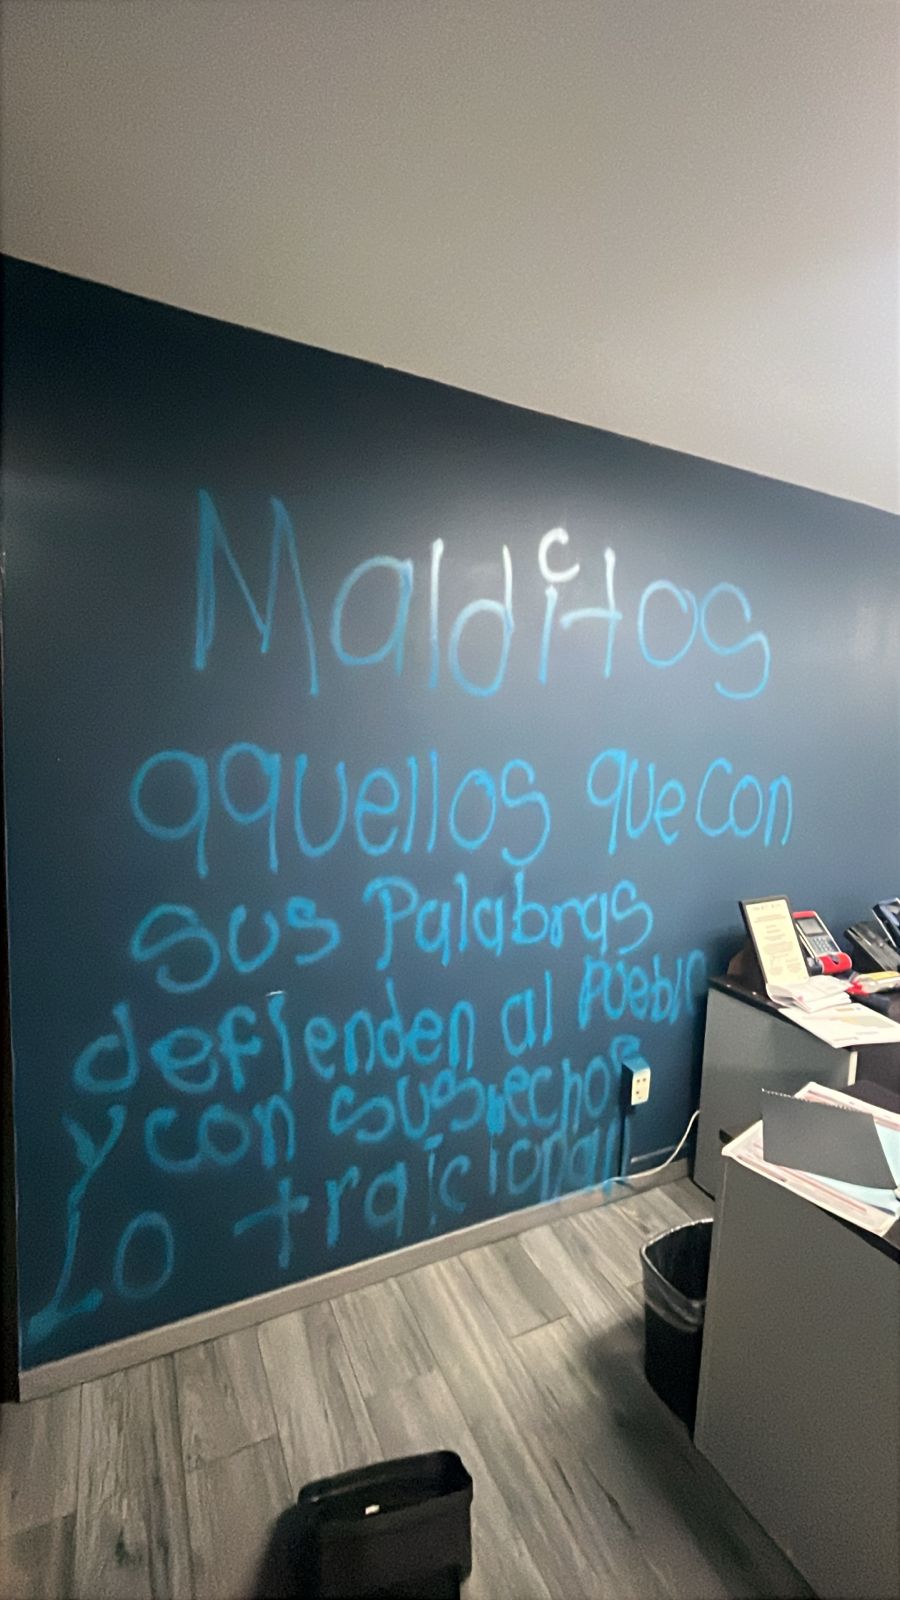 Malditos
aquellos que con
sus Palabras
defienden al Pueblo
y con sus hechos
Lo traicionan